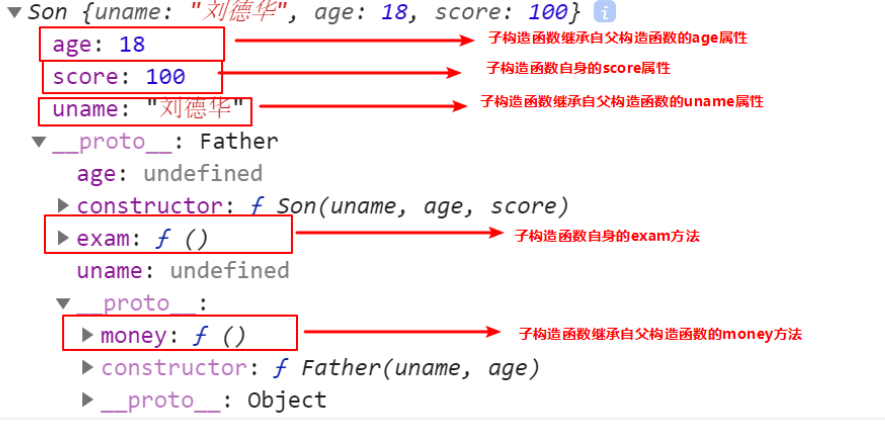 ▼Son {uname: "刘德华", age: 18, score: 100} i
age: 18 子构造函数继承自父构造函数的age属性
score: 100 子构造函数自身的score属性
uname: "刘德华" 子构造函数继承自父构造函数的uname属性
▼__proto__: Father
age: undefined
▶constructor: ƒ Son(uname, age, score)
▶exam: ƒ () 子构造函数自身的exam方法
uname: undefined
▼__proto__:
▶money: ƒ () 子构造函数继承自父构造函数的money方法
▶constructor: ƒ Father(uname, age)
▶__proto__: Object